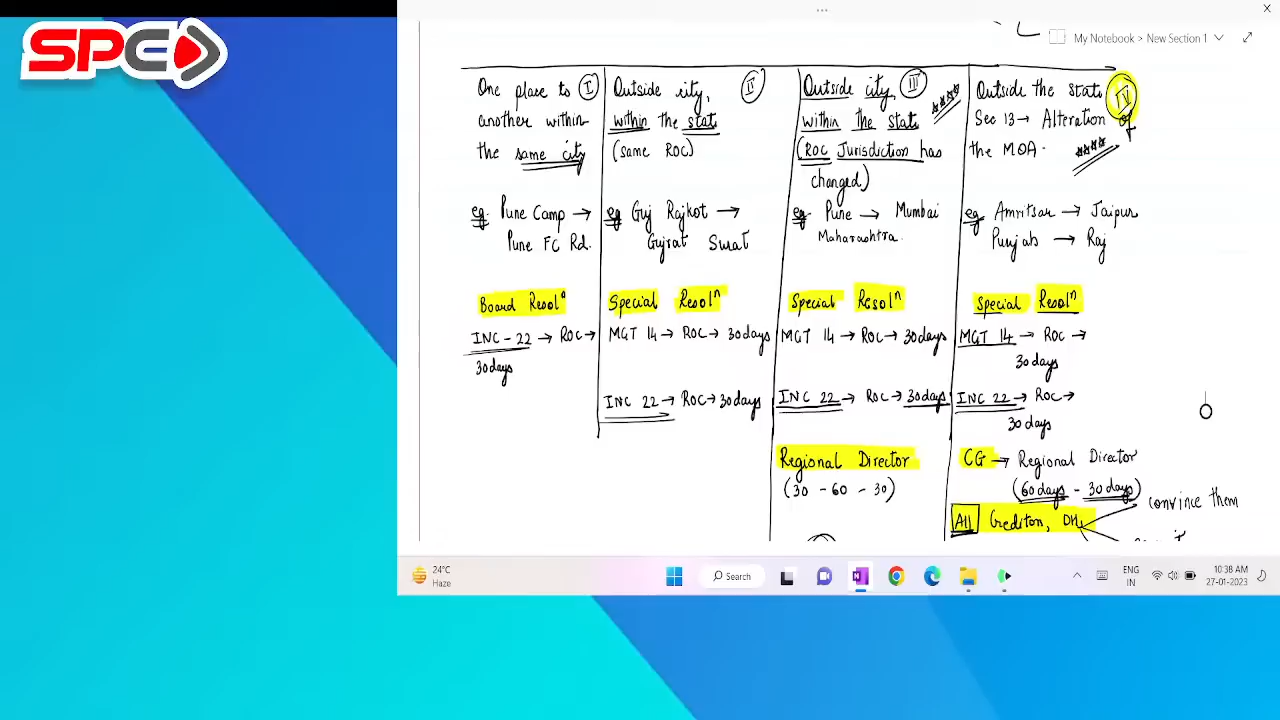 SPC
My Notebook > New Section 1
One place to I
another within
the same city
eg. Pune Camp →
Pune FC Rd.
Board Resolⁿ
INC - 22 → ROC →
30days
Outside city, II
within the state
(same ROC)
eg Guj Rajkot →
Gujrat Surat
Special Resolⁿ
MGT 14 → ROC → 30days
INC 22 → ROC → 30days
Outside city, III
within the state
(ROC Jurisdiction has
changed)
eg Pune → Mumbai
Maharashtra.
Special Resolⁿ
MGT 14 → ROC → 30days
INC 22 → ROC → 30days
Regional Director
(30 - 60 - 30)
Outside the state IV
Sec 13 → Alteration of
the MOA.
eg Amritsar → Jaipur
Punjab → Raj
Special Resolⁿ
MGT 14 → ROC →
30days
INC 22 → ROC →
30days
CG → Regional Director
(60days - 30days)
convince them
All Creditors, DH
24°C
Haze
Search
ENG
IN
10:38 AM
27-01-2023